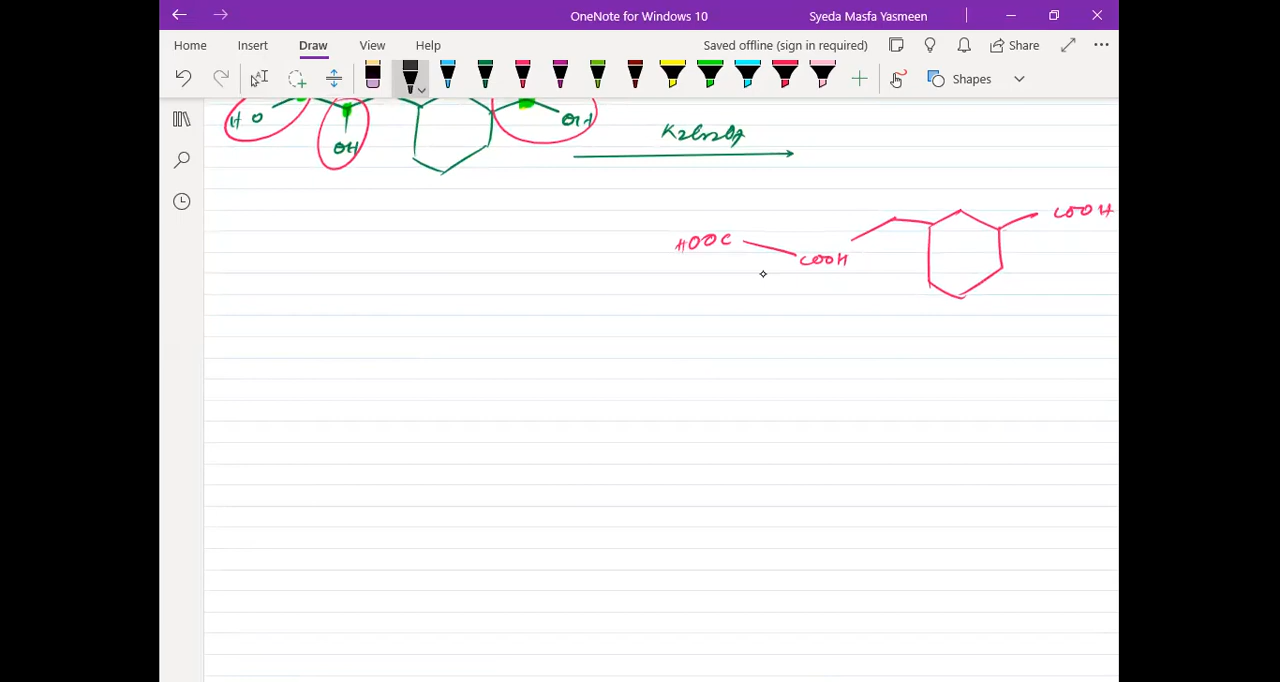 OneNote for Windows 10
Syeda Masfa Yasmeen
Home Insert Draw View Help
Saved offline (sign in required)
Share
Shapes
H O
OH
OH
K2Cr2O7
HOOC
COOH
COOH